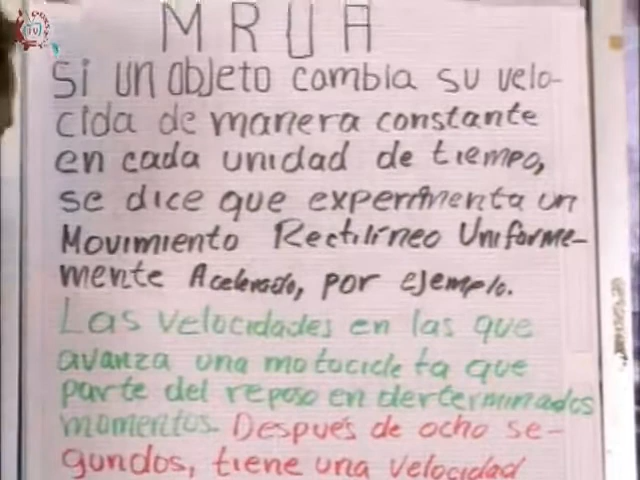 MRUA
Si un objeto cambia su velo-
cida de manera constante
en cada unidad de tiempo,
se dice que experimenta un
Movimiento Rectilíneo Uniforme-
mente Acelerado, por ejemplo.
Las velocidades en las que
avanza una motocicleta que
parte del reposo en derterminados
momentos. Después de ocho se-
gundos, tiene una velocidad